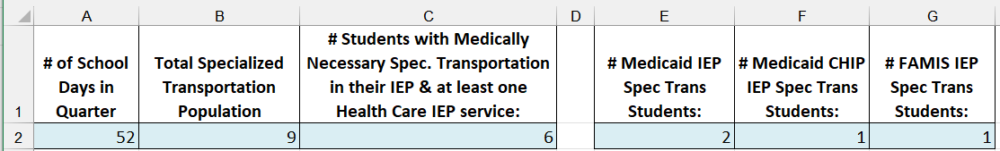 A B C D E F G
# Students with Medically
# of School Total Specialized Necessary Spec. Transportation # Medicaid IEP # Medicaid CHIP # FAMIS IEP
Days in Transportation in their IEP & at least one Spec Trans IEP Spec Trans Spec Trans
1 Quarter Population Health Care IEP service: Students: Students: Students:
2 52 9 6 2 1 1